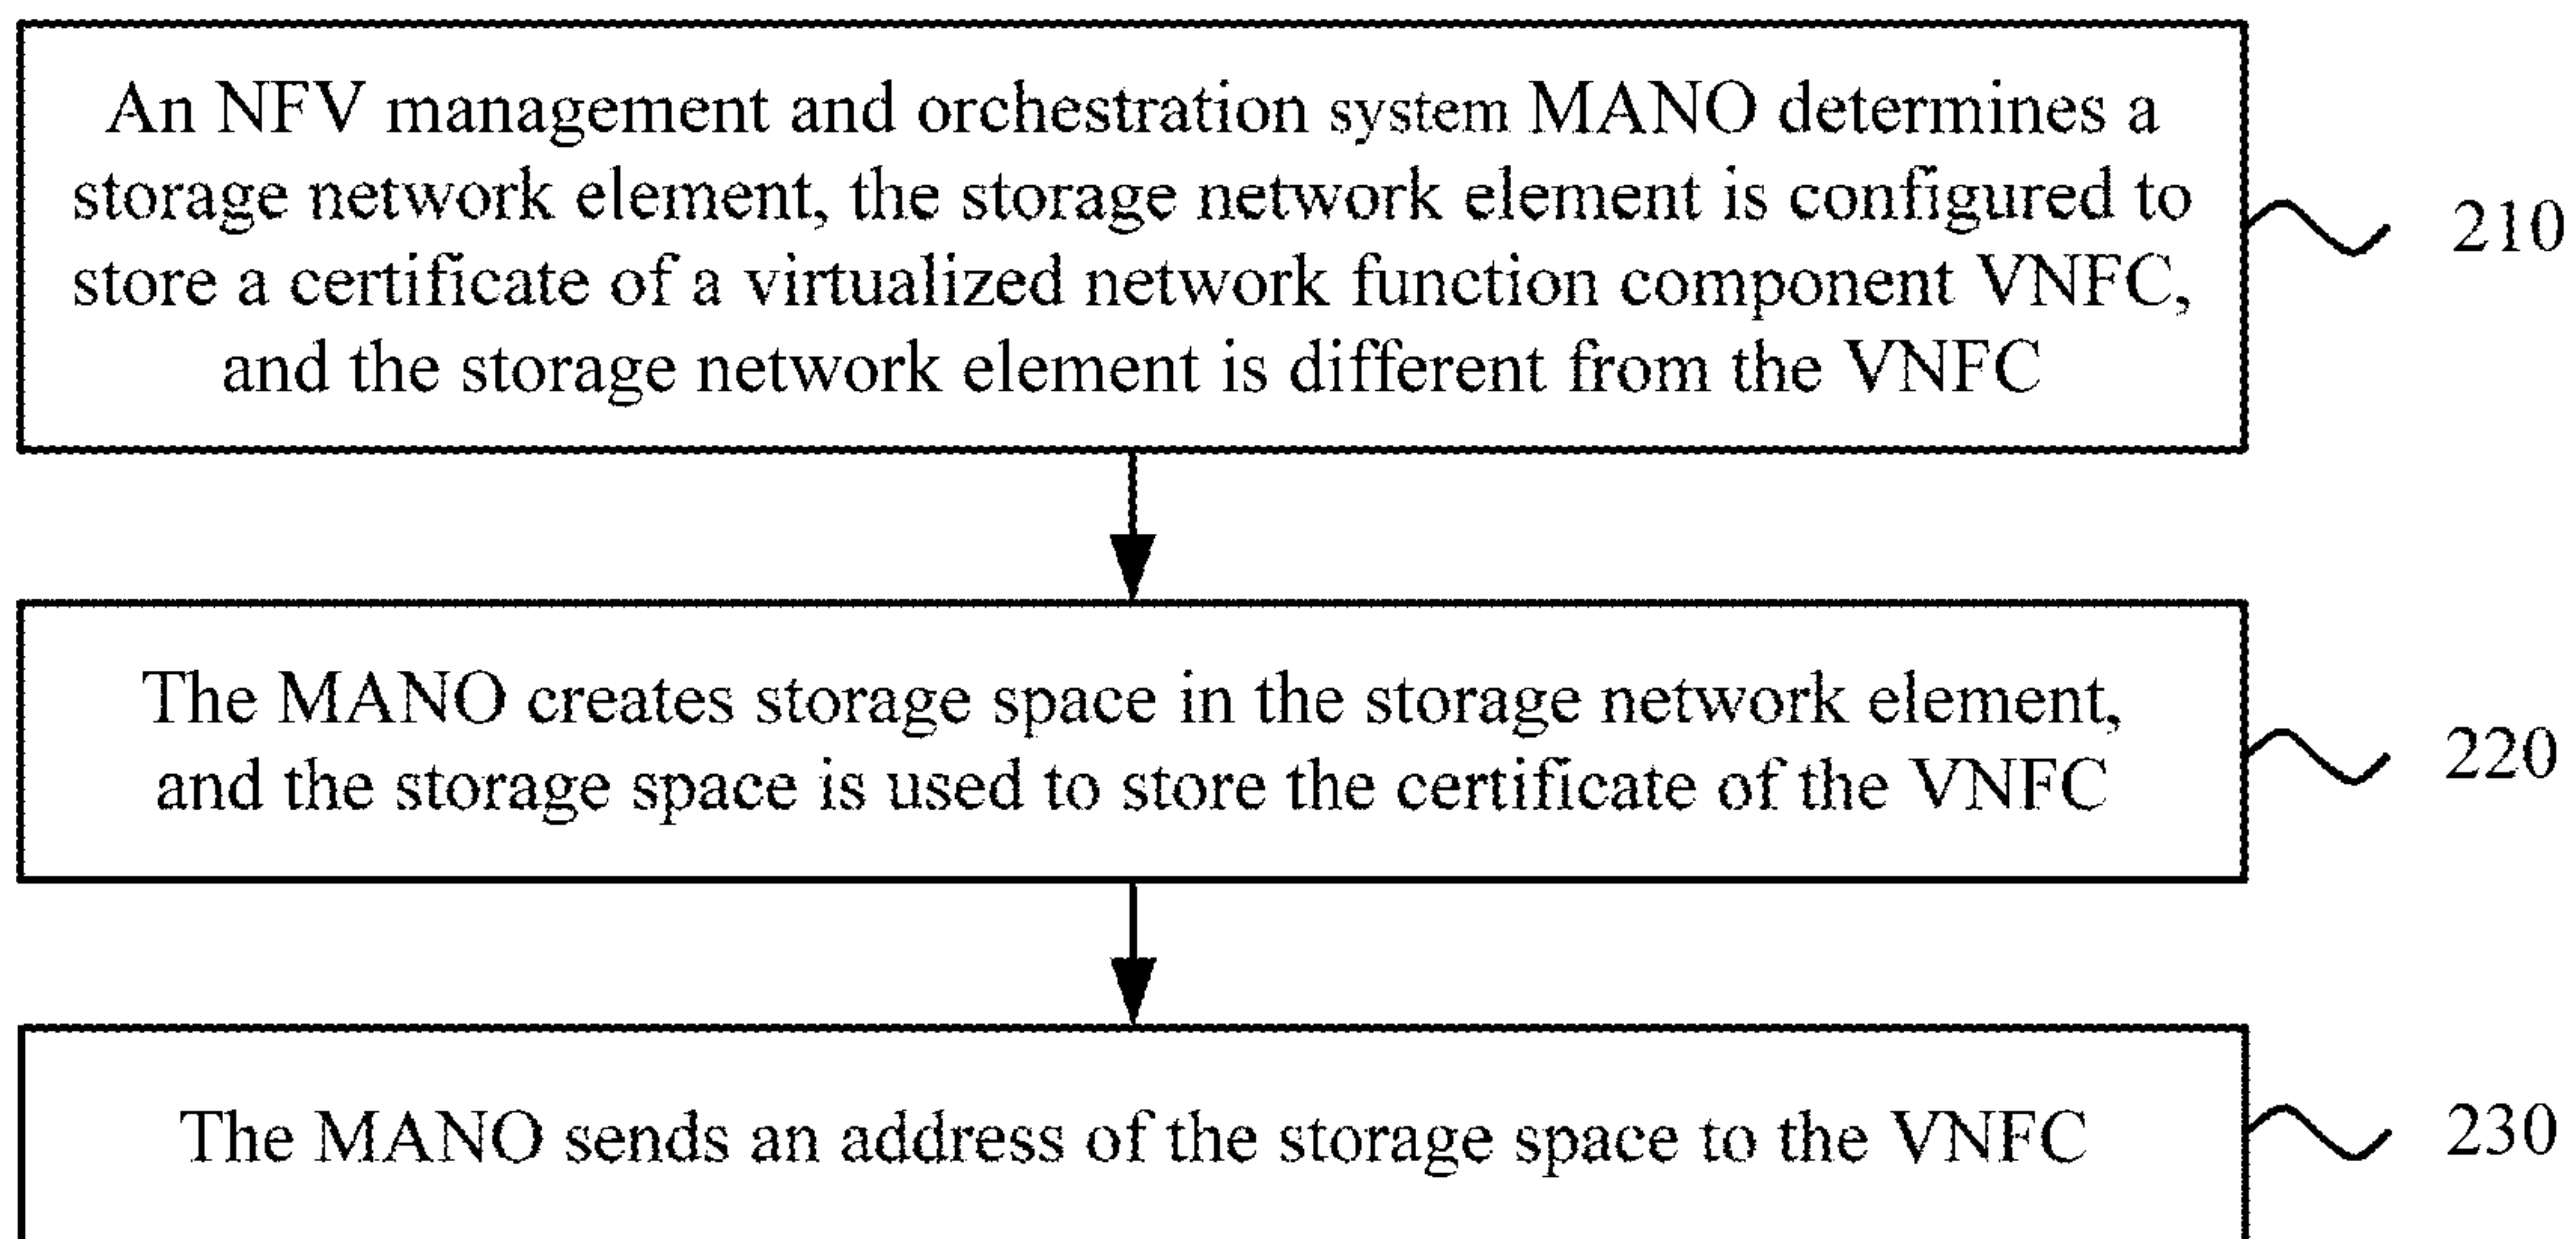 An NFV management and orchestration system MANO determines a
storage network element, the storage network element is configured to
store a certificate of a virtualized network function component VNFC,
and the storage network element is different from the VNFC
210
The MANO creates storage space in the storage network element,
and the storage space is used to store the certificate of the VNFC
220
The MANO sends an address of the storage space to the VNFC
230